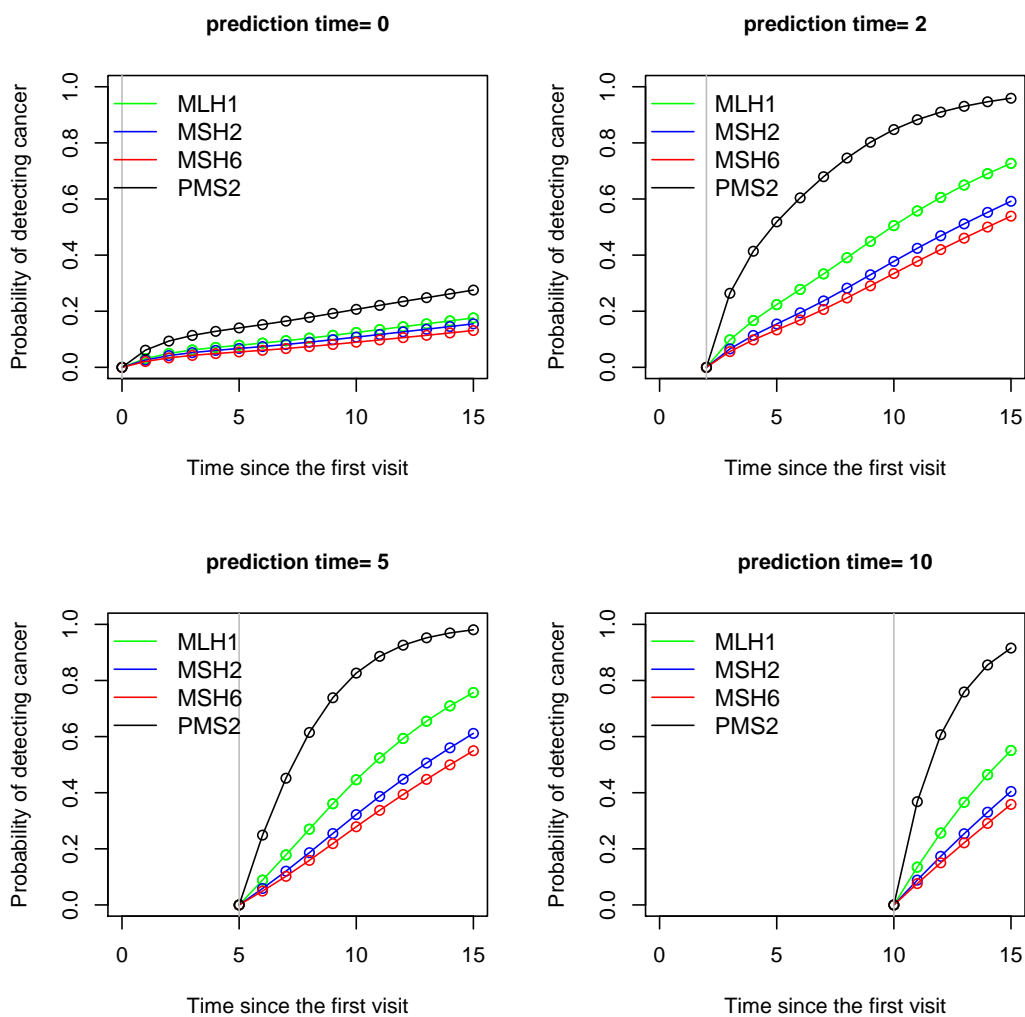 prediction time= 0
Probability of detecting cancer
0.0 0.2 0.4 0.6 0.8 1.0
MLH1
MSH2
MSH6
PMS2
0 5 10 15
Time since the first visit
prediction time= 2
Probability of detecting cancer
0.0 0.2 0.4 0.6 0.8 1.0
MLH1
MSH2
MSH6
PMS2
0 5 10 15
Time since the first visit
prediction time= 5
Probability of detecting cancer
0.0 0.2 0.4 0.6 0.8 1.0
MLH1
MSH2
MSH6
PMS2
0 5 10 15
Time since the first visit
prediction time= 10
Probability of detecting cancer
0.0 0.2 0.4 0.6 0.8 1.0
MLH1
MSH2
MSH6
PMS2
0 5 10 15
Time since the first visit